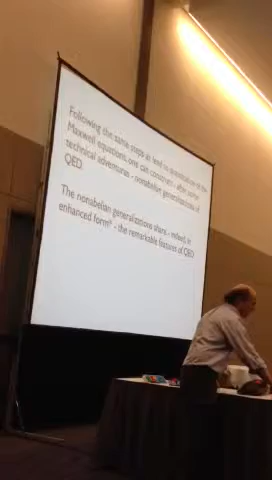 Following the same steps as lead to quantization of the
Maxwell equations, one can construct - after some
technical adventures - nonabelian generalizations of
QED.
The nonabelian generalizations share - indeed, in
enhanced form? - the remarkable features of QED